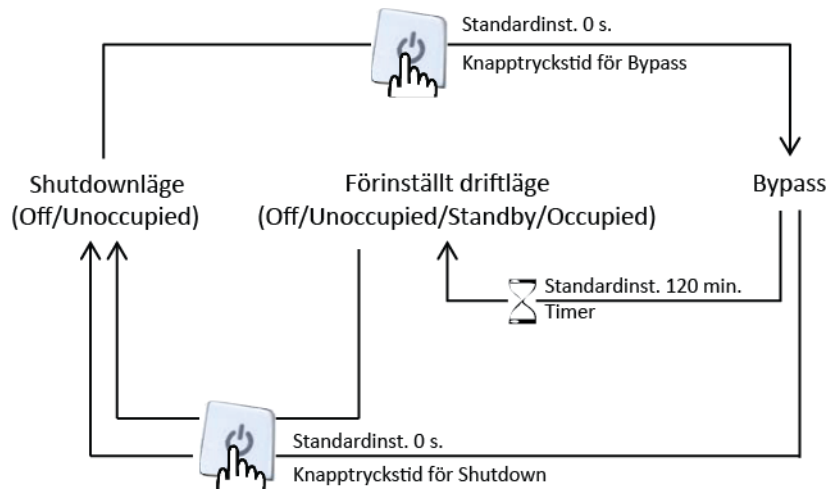 Standardinst. 0 s.
Knapptryckstid för Bypass
Shutdownläge
(Off/Unoccupied)
Förinställt driftläge
(Off/Unoccupied/Standby/Occupied)
Bypass
Standardinst. 120 min.
Timer
Standardinst. 0 s.
Knapptryckstid för Shutdown